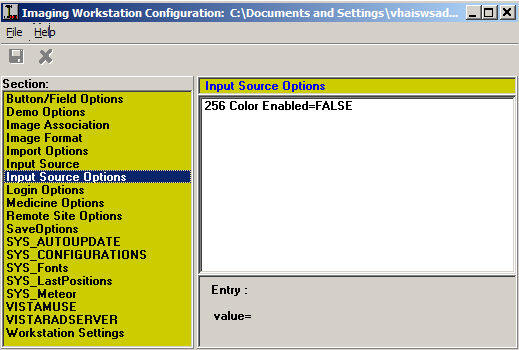 Imaging Workstation Configuration: C:\Documents and Settings\vhaiswsad...
File Help
Section:
Button/Field Options
Demo Options
Image Association
Image Format
Import Options
Input Source
Input Source Options
Login Options
Medicine Options
Remote Site Options
SaveOptions
SYS_AUTOUPDATE
SYS_CONFIGURATIONS
SYS_Fonts
SYS_LastPositions
SYS_Meteor
VISTAMUSE
VISTARADSERVER
Workstation Settings
Input Source Options
256 Color Enabled=FALSE
Entry :
value=